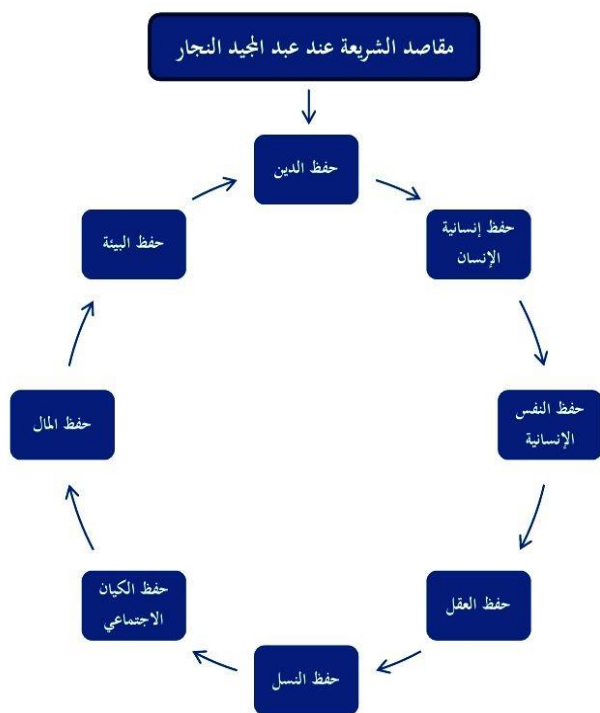 مقاصد الشريعة عند عبد المجيد النجار
حفظ الدين
حفظ إنسانية
الإنسان
حفظ النفس
الإنسانية
حفظ العقل
حفظ النسل
حفظ الكيان
الاجتماعي
حفظ المال
حفظ البيئة